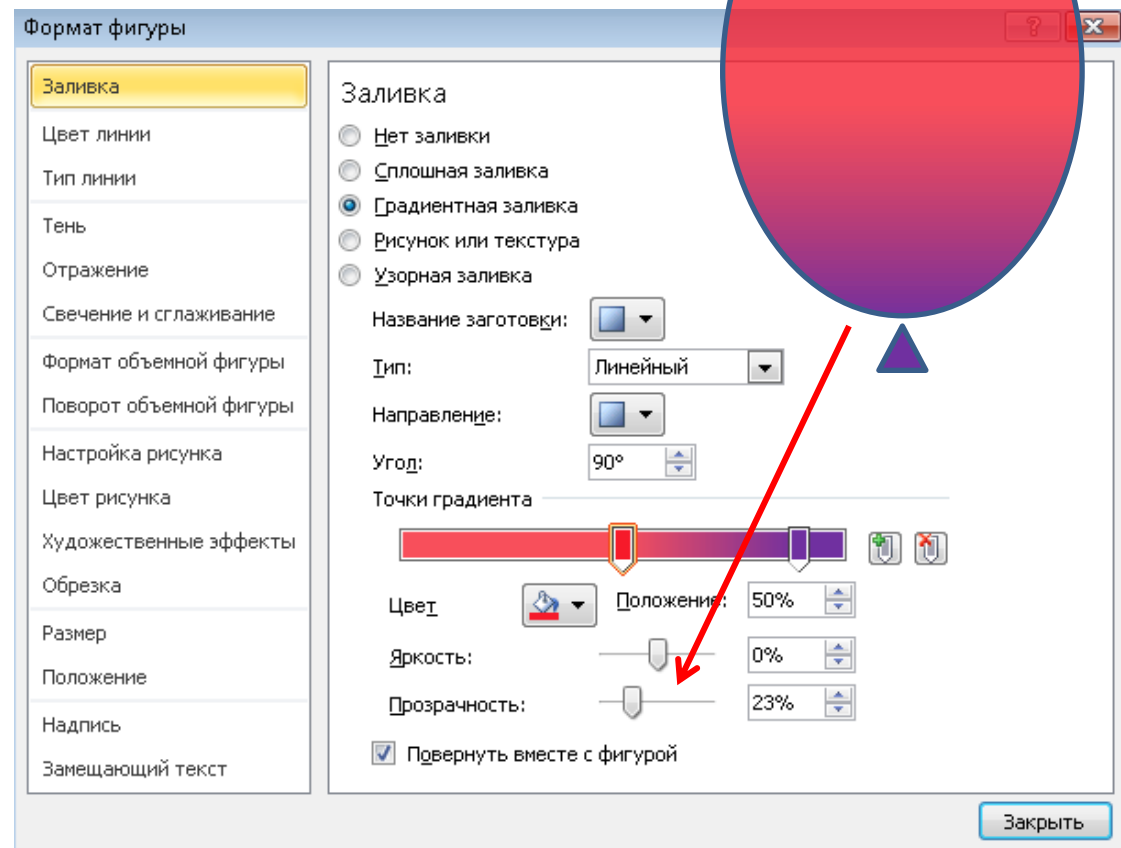 Формат фигуры
Заливка
Цвет линии
Тип линии
Тень
Отражение
Свечение и сглаживание
Формат объемной фигуры
Поворот объемной фигуры
Настройка рисунка
Цвет рисунка
Художественные эффекты
Обрезка
Размер
Положение
Надпись
Замещающий текст
Заливка
Нет заливки
Сплошная заливка
Градиентная заливка
Рисунок или текстура
Узорная заливка
Название заготовки:
Тип: Линейный
Направление:
Угол: 90°
Точки градиента
Цвет Положение: 50%
Яркость: 0%
Прозрачность: 23%
Повернуть вместе с фигурой
Закрыть